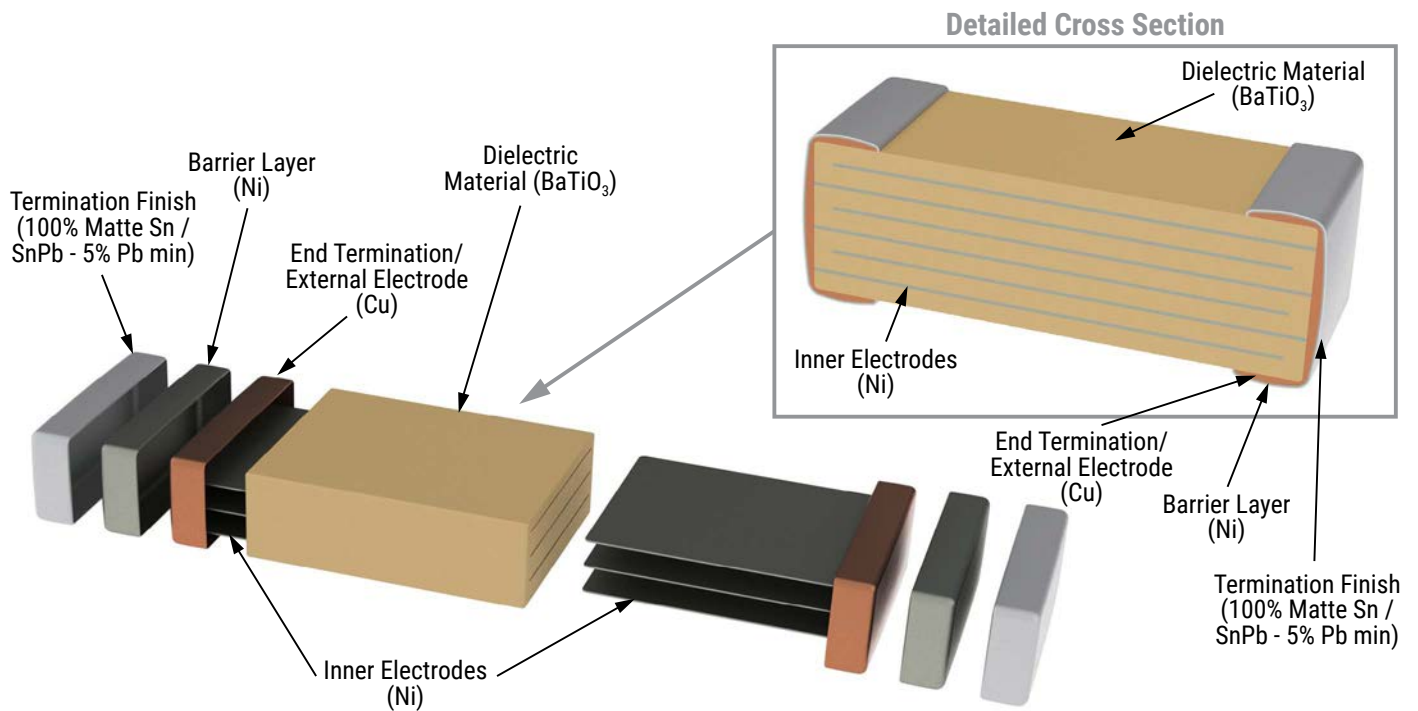 Detailed Cross Section
Dielectric Material
(BaTiO₃)
Inner Electrodes
(Ni)
End Termination/
External Electrode
(Cu)
Barrier Layer
(Ni)
Termination Finish
(100% Matte Sn /
SnPb - 5% Pb min)
Termination Finish
(100% Matte Sn /
SnPb - 5% Pb min)
Barrier Layer
(Ni)
End Termination/
External Electrode
(Cu)
Dielectric
Material (BaTiO₃)
Inner Electrodes
(Ni)